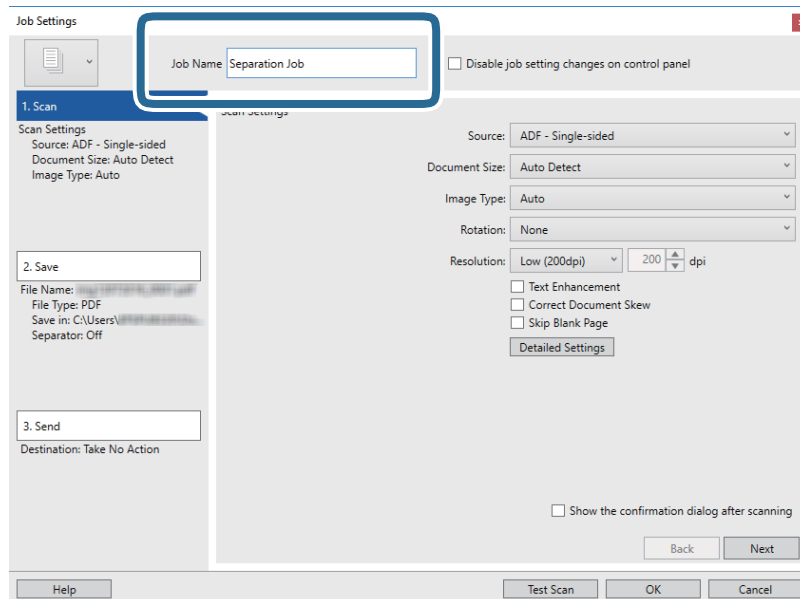 Job Settings
Job Name Separation Job
Disable job setting changes on control panel
1. Scan
Scan Settings
Source: ADF - Single-sided
Document Size: Auto Detect
Image Type: Auto
2. Save
File Name:
File Type: PDF
Save in: C:\Users\
Separator: Off
3. Send
Destination: Take No Action
Scan Settings
Source: ADF - Single-sided
Document Size: Auto Detect
Image Type: Auto
Rotation: None
Resolution: Low (200dpi) 200 dpi
Text Enhancement
Correct Document Skew
Skip Blank Page
Detailed Settings
Show the confirmation dialog after scanning
Back Next
Help Test Scan OK Cancel